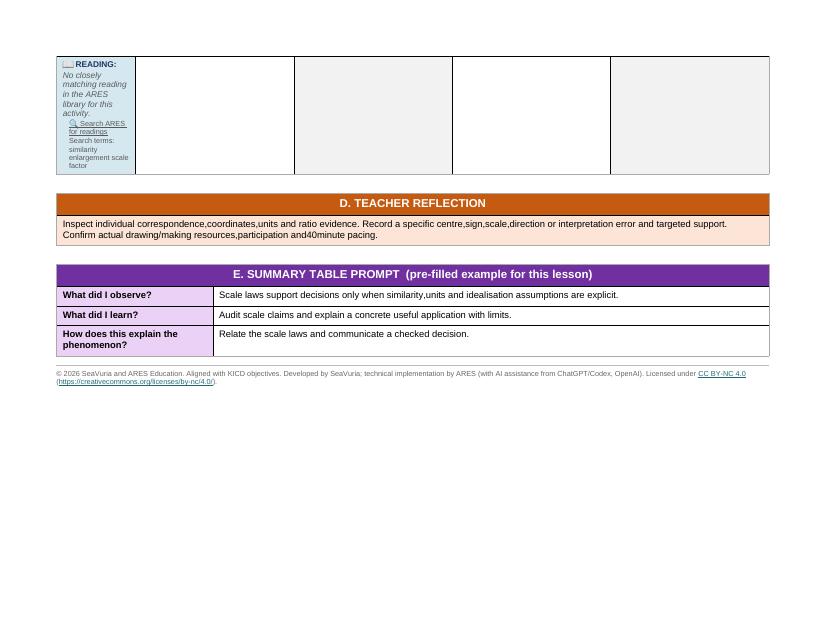 📖 READING:
No closely
matching reading
in the ARES
library for this
activity.
🔍 Search ARES
for readings
Search terms:
similarity
enlargement scale
factor
D. TEACHER REFLECTION
Inspect individual correspondence,coordinates,units and ratio evidence. Record a specific centre,sign,scale,direction or interpretation error and targeted support.
Confirm actual drawing/making resources,participation and40minute pacing.
E. SUMMARY TABLE PROMPT (pre-filled example for this lesson)
What did I observe? Scale laws support decisions only when similarity,units and idealisation assumptions are explicit.
What did I learn? Audit scale claims and explain a concrete useful application with limits.
How does this explain the Relate the scale laws and communicate a checked decision.
phenomenon?
© 2026 SeaVuria and ARES Education. Aligned with KICD objectives. Developed by SeaVuria; technical implementation by ARES (with AI assistance from ChatGPT/Codex, OpenAI). Licensed under CC BY-NC 4.0
(https://creativecommons.org/licenses/by-nc/4.0/).